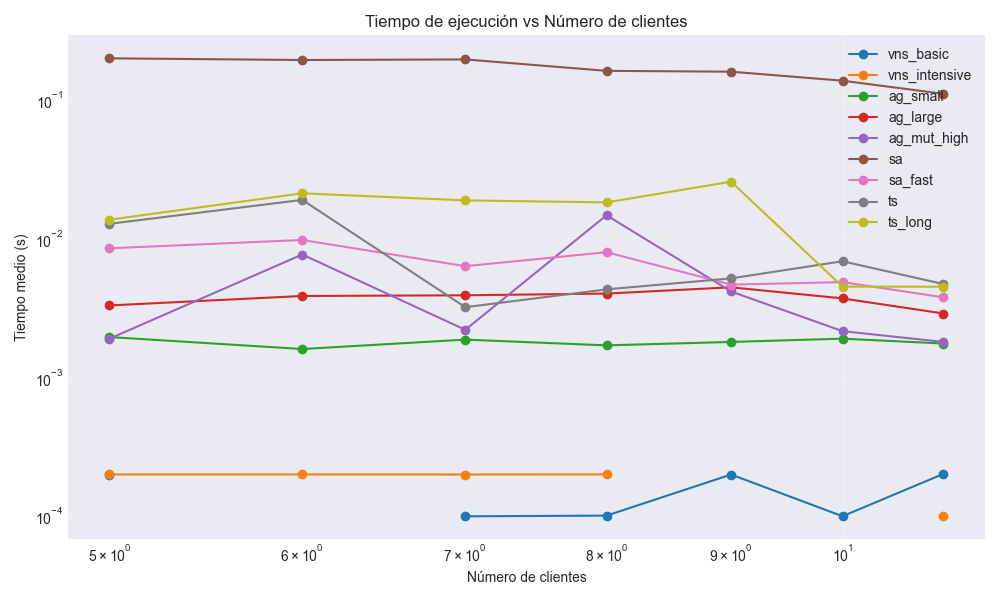 Tiempo de ejecución vs Número de clientes
Tiempo medio (s)
10⁻¹
10⁻²
10⁻³
10⁻⁴
vns_basic
vns_intensive
ag_small
ag_large
ag_mut_high
sa
sa_fast
ts
ts_long
5 × 10⁰
6 × 10⁰
7 × 10⁰
8 × 10⁰
9 × 10⁰
10¹
Número de clientes